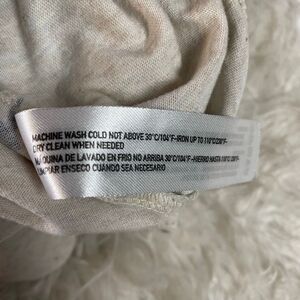 MACHINE WASH COLD NOT ABOVE 30°C/104°F-IRON UP TO 110°C/230°F-
DRY CLEAN WHEN NEEDED
MAQUINA DE LAVADO EN FRIO NO ARRIBA 30°C/104°F-HIERRO HASTA 110°C/230°F-
LIMPIAR ENSECO CUANDO SEA NECESARIO